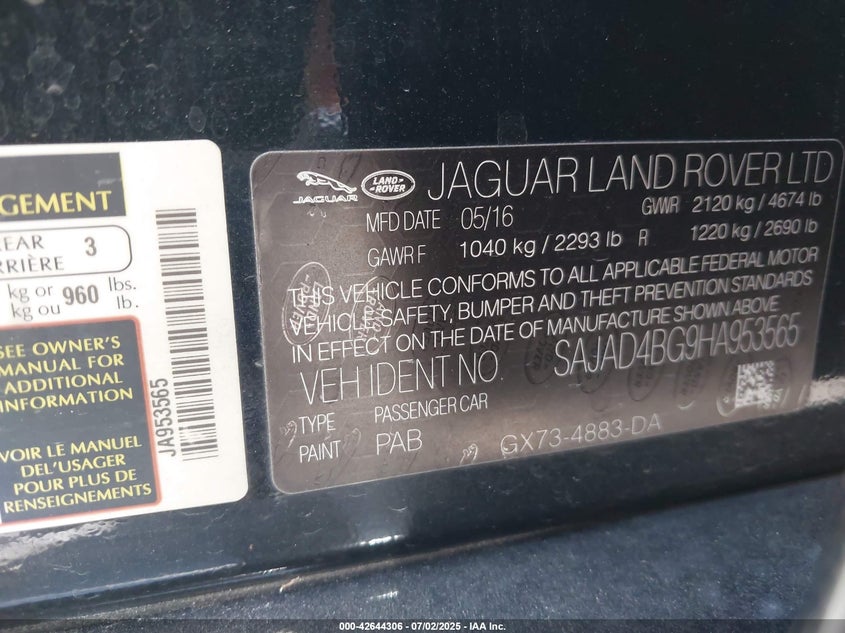 GEMENT
REAR 3
RRIÈRE
kg or 960 lbs.
kg ou lb.
SEE OWNER'S
MANUAL FOR
ADDITIONAL
INFORMATION
VOIR LE MANUEL
DEL'USAGER
POUR PLUS DE
RENSEIGNEMENTS
JA953565
JAGUAR
LAND ROVER
JAGUAR LAND ROVER LTD
MFD DATE 05/16 GWR 2120 kg / 4674 lb
GAWR F 1040 kg / 2293 lb R 1220 kg / 2690 lb
THIS VEHICLE CONFORMS TO ALL APPLICABLE FEDERAL MOTOR
VEHICLE SAFETY, BUMPER AND THEFT PREVENTION STANDARDS
IN EFFECT ON THE DATE OF MANUFACTURE SHOWN ABOVE
VEH IDENT NO. SAJAD4BG9HA953565
TYPE PASSENGER CAR
PAINT PAB GX73-4883-DA
000-42644306 / 07/02/2025 - IAA Inc.